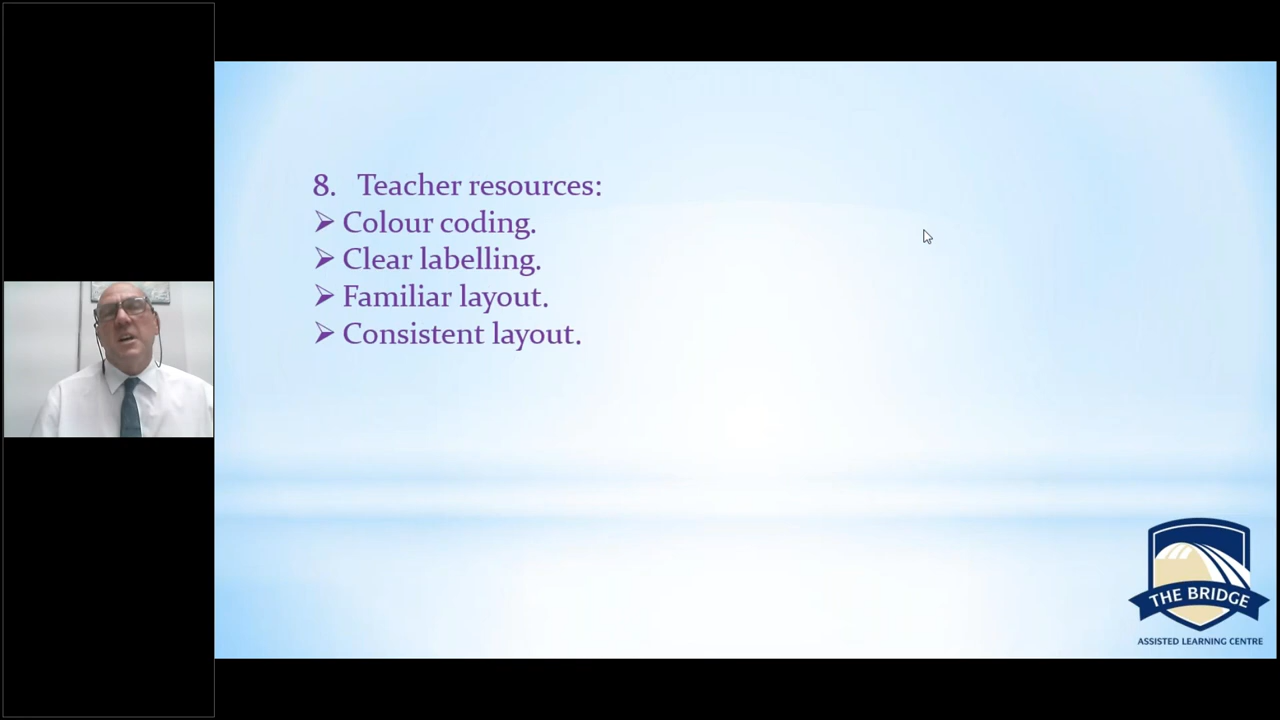 8. Teacher resources:
➢ Colour coding.
➢ Clear labelling.
➢ Familiar layout.
➢ Consistent layout.
THE BRIDGE
ASSISTED LEARNING CENTRE